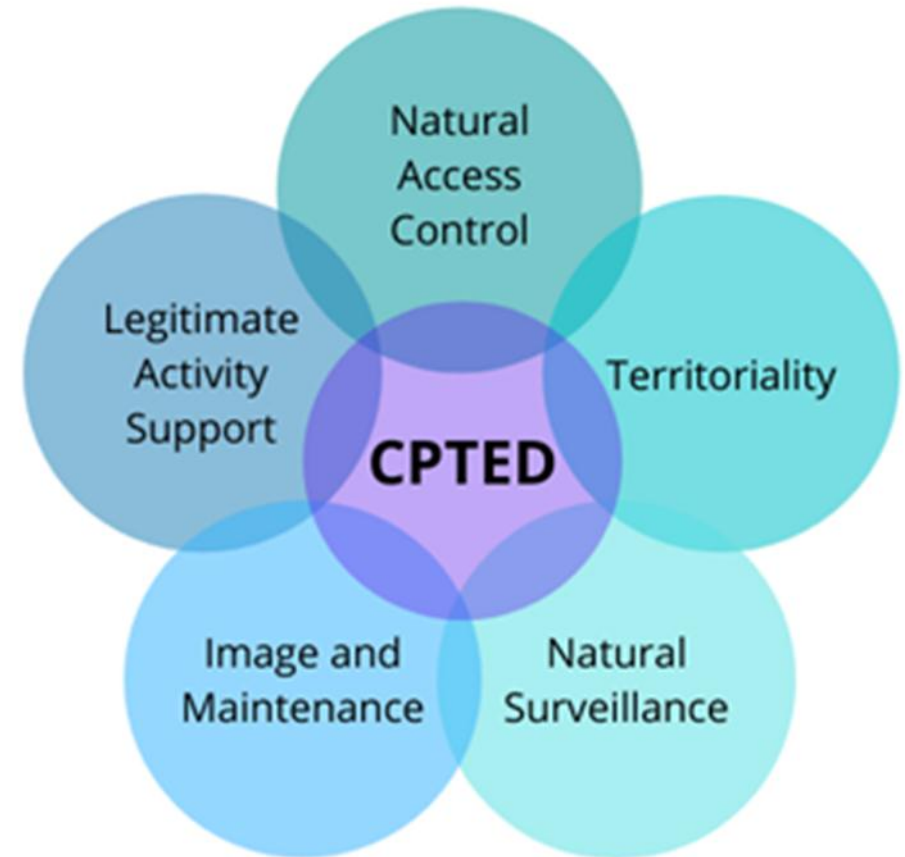 Natural
Access
Control
Legitimate
Activity
Support
Territoriality
CPTED
Image and
Maintenance
Natural
Surveillance